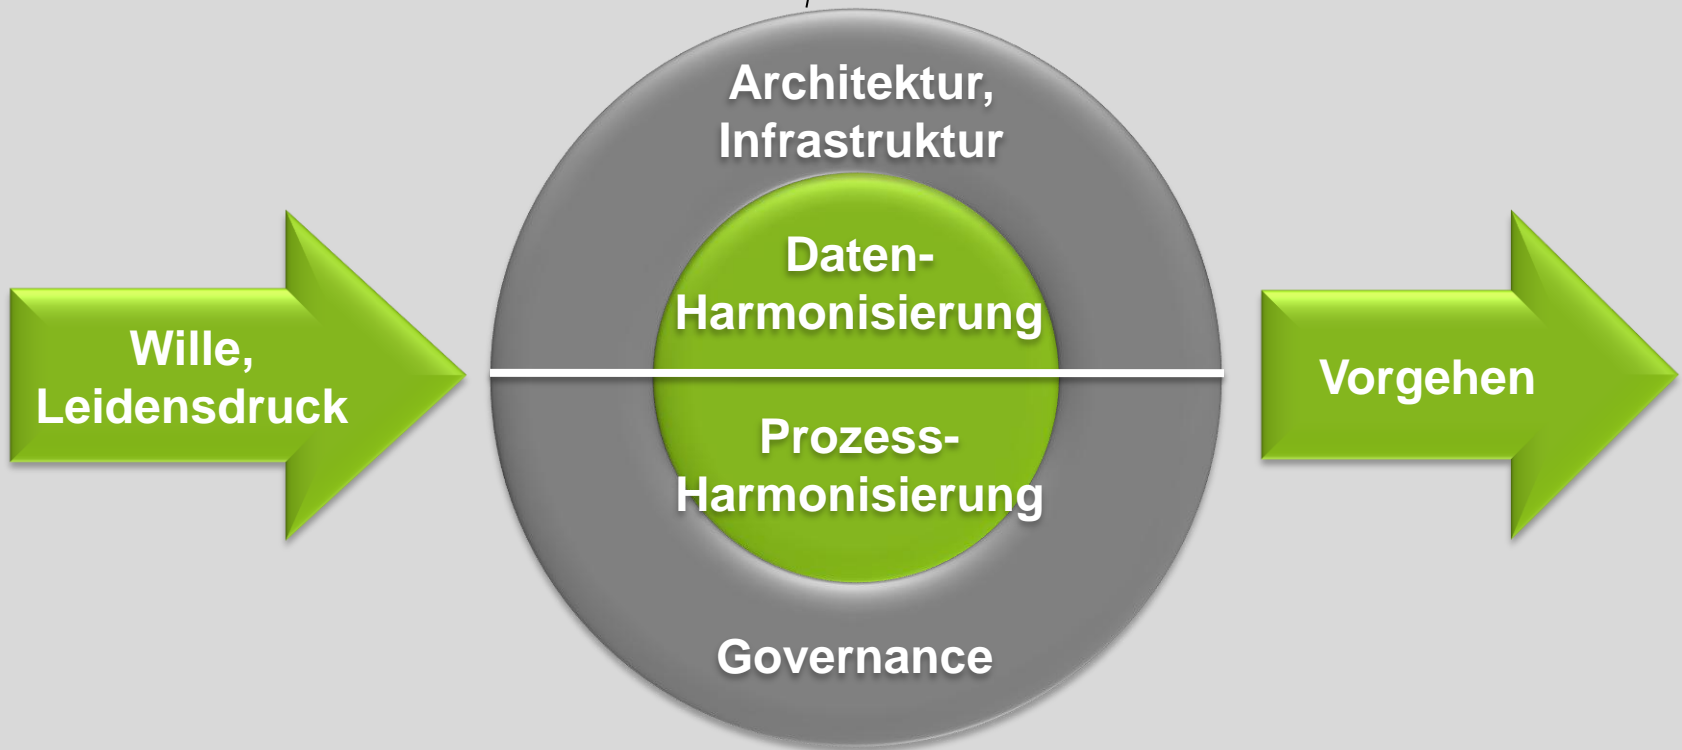 Architektur,
Infrastruktur
Daten-
Harmonisierung
Wille,
Leidensdruck
Vorgehen
Prozess-
Harmonisierung
Governance